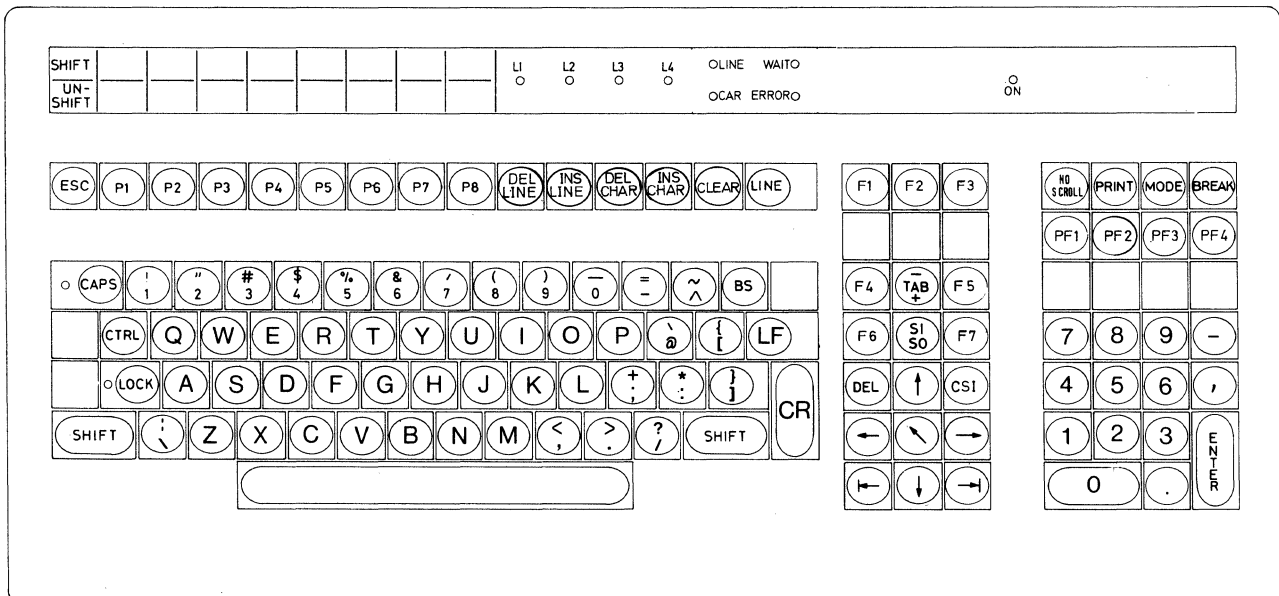 SHIFT L1 L2 L3 L4 LINE WAIT
UN-
SHIFT CAR ERROR ON
ESC P1 P2 P3 P4 P5 P6 P7 P8 DEL LINE INS LINE DEL CHAR INS CHAR CLEAR LINE F1 F2 F3 NO SCROLL PRINT MODE BREAK
PF1 PF2 PF3 PF4
CAPS ! 1 " 2 # 3 $ 4 % 5 & 6 ' 7 ( 8 ) 9 — 0 = - ~ ^ BS F4 – TAB + F5
CTRL Q W E R T Y U I O P ` @ { [ LF F6 SI SO F7 7 8 9 -
LOCK A S D F G H J K L + ; * : } ] CR DEL ↑ CSI 4 5 6 ,
SHIFT ¦ \ Z X C V B N M < , > . ? / SHIFT ← ↖ → 1 2 3 ENTER
⇤ ↓ ⇥ 0 .